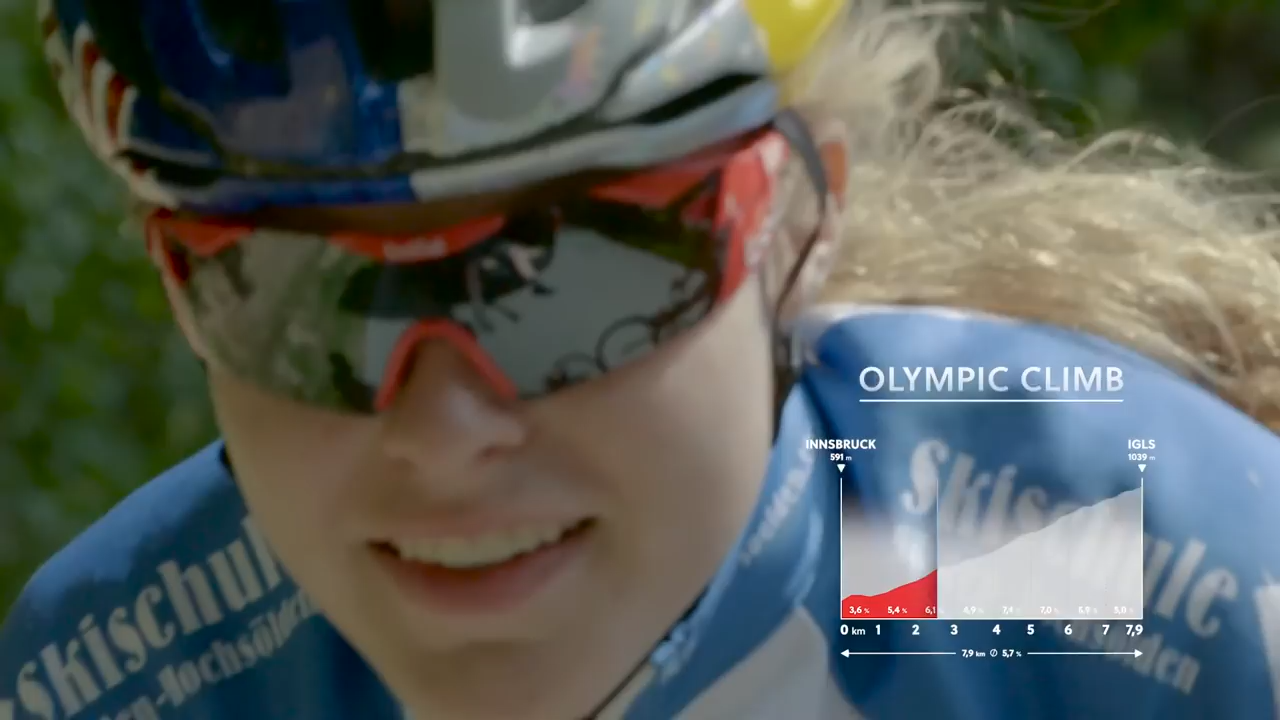 OLYMPIC CLIMB
INNSBRUCK
591 m
IGLS
1039 m
Skischule
Skischule
Hochsölden
3,6 % 5,4 % 6,1 4,9 % 7,4 % 7,0 % 5,9 % 5,0 %
0 km 1 2 3 4 5 6 7 7,9
7,9 km Ø 5,7 %